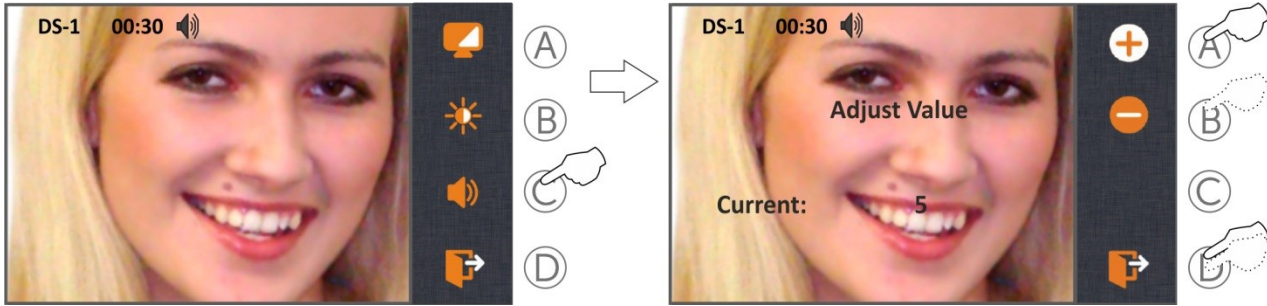 DS-1 00:30
A
B
C
D
DS-1 00:30
Adjust Value
Current: 5
A
B
C
D